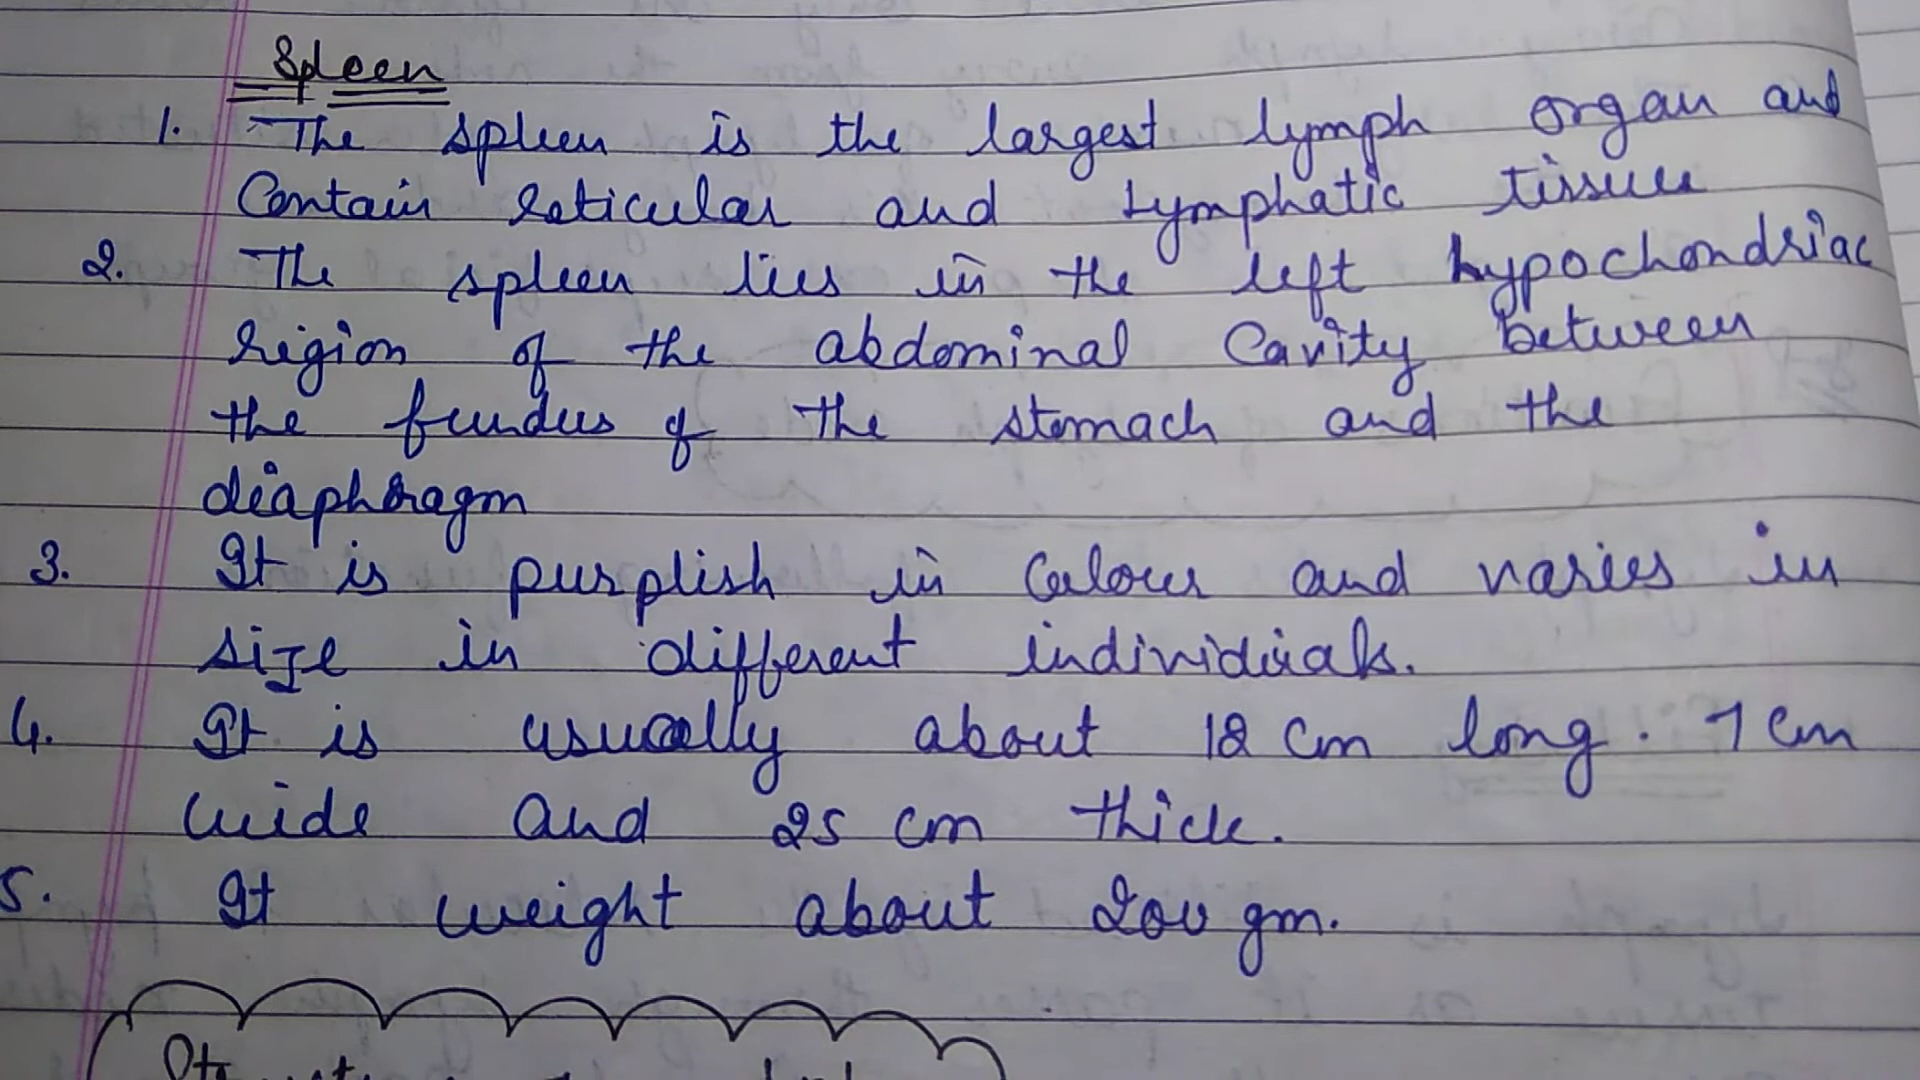 Spleen
1. The spleen is the largest lymph organ and
Contain reticular and lymphatic tissue
2. The spleen lies in the left hypochondriac
region of the abdominal Cavity between
the fundus of the stomach and the
diaphragm
3. It is purplish in Colour and varies in
size in different individuals.
4. It is usually about 12 cm long. 7 cm
wide and 25 cm thick.
5. It weight about 200 gm.